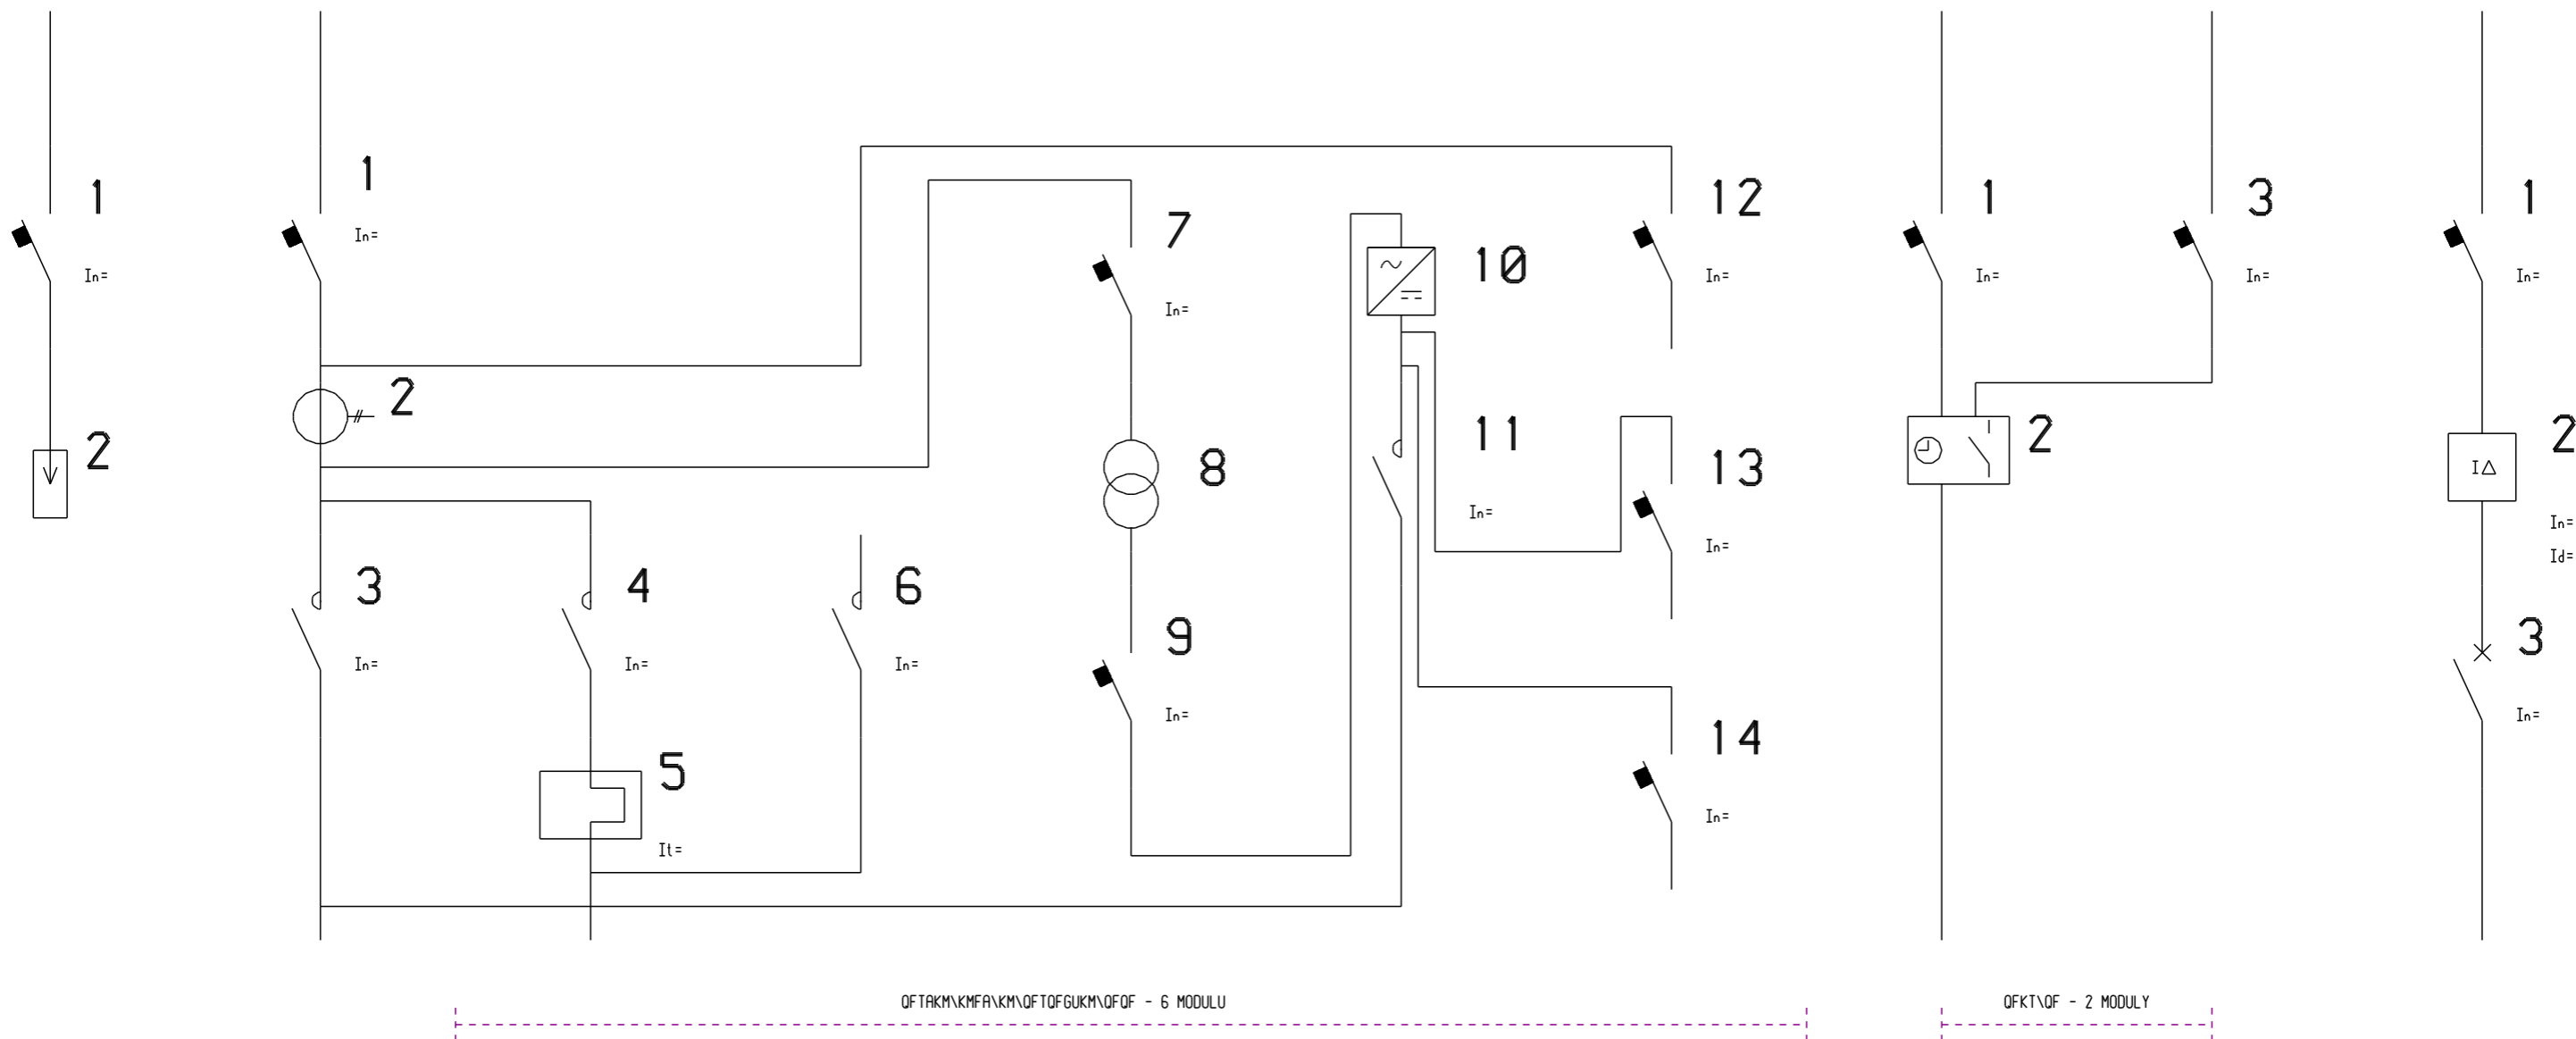 1
In=
2
1
In=
2
3
In=
4
In=
5
It=
6
In=
7
In=
8
9
In=
10
11
In=
12
In=
13
In=
14
In=
1
In=
2
3
In=
1
In=
2
I△
In=
Id=
3
In=
QFTAKM\KMFA\KM\QFTQFGUKM\QFQF - 6 MODULU
QFKT\QF - 2 MODULY